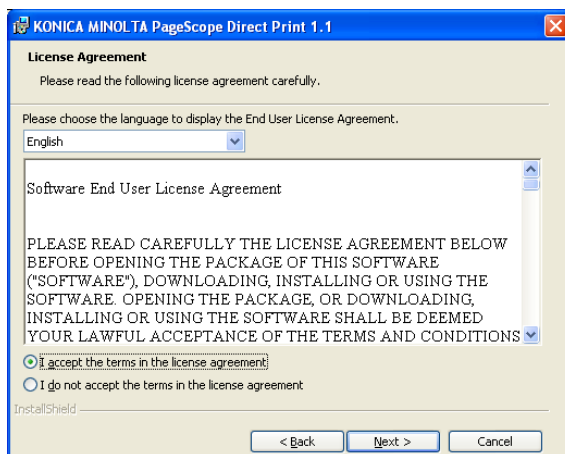 KONICA MINOLTA PageScope Direct Print 1.1
License Agreement
Please read the following license agreement carefully.
Please choose the language to display the End User License Agreement.
English
Software End User License Agreement
PLEASE READ CAREFULLY THE LICENSE AGREEMENT BELOW
BEFORE OPENING THE PACKAGE OF THIS SOFTWARE
("SOFTWARE"), DOWNLOADING, INSTALLING OR USING THE
SOFTWARE. OPENING THE PACKAGE, OR DOWNLOADING,
INSTALLING OR USING THE SOFTWARE SHALL BE DEEMED
YOUR LAWFUL ACCEPTANCE OF THE TERMS AND CONDITIONS
I accept the terms in the license agreement
I do not accept the terms in the license agreement
InstallShield
< Back Next > Cancel